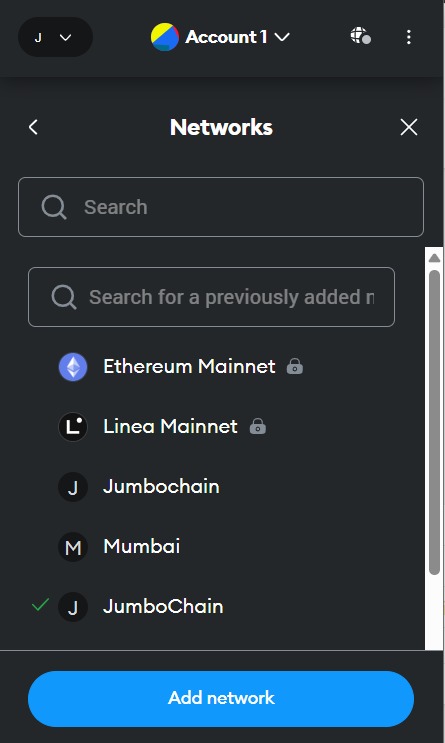 J
Account 1
Networks
Search
Search for a previously added n
Ethereum Mainnet
L Linea Mainnet
J Jumbochain
M Mumbai
J JumboChain
Add network